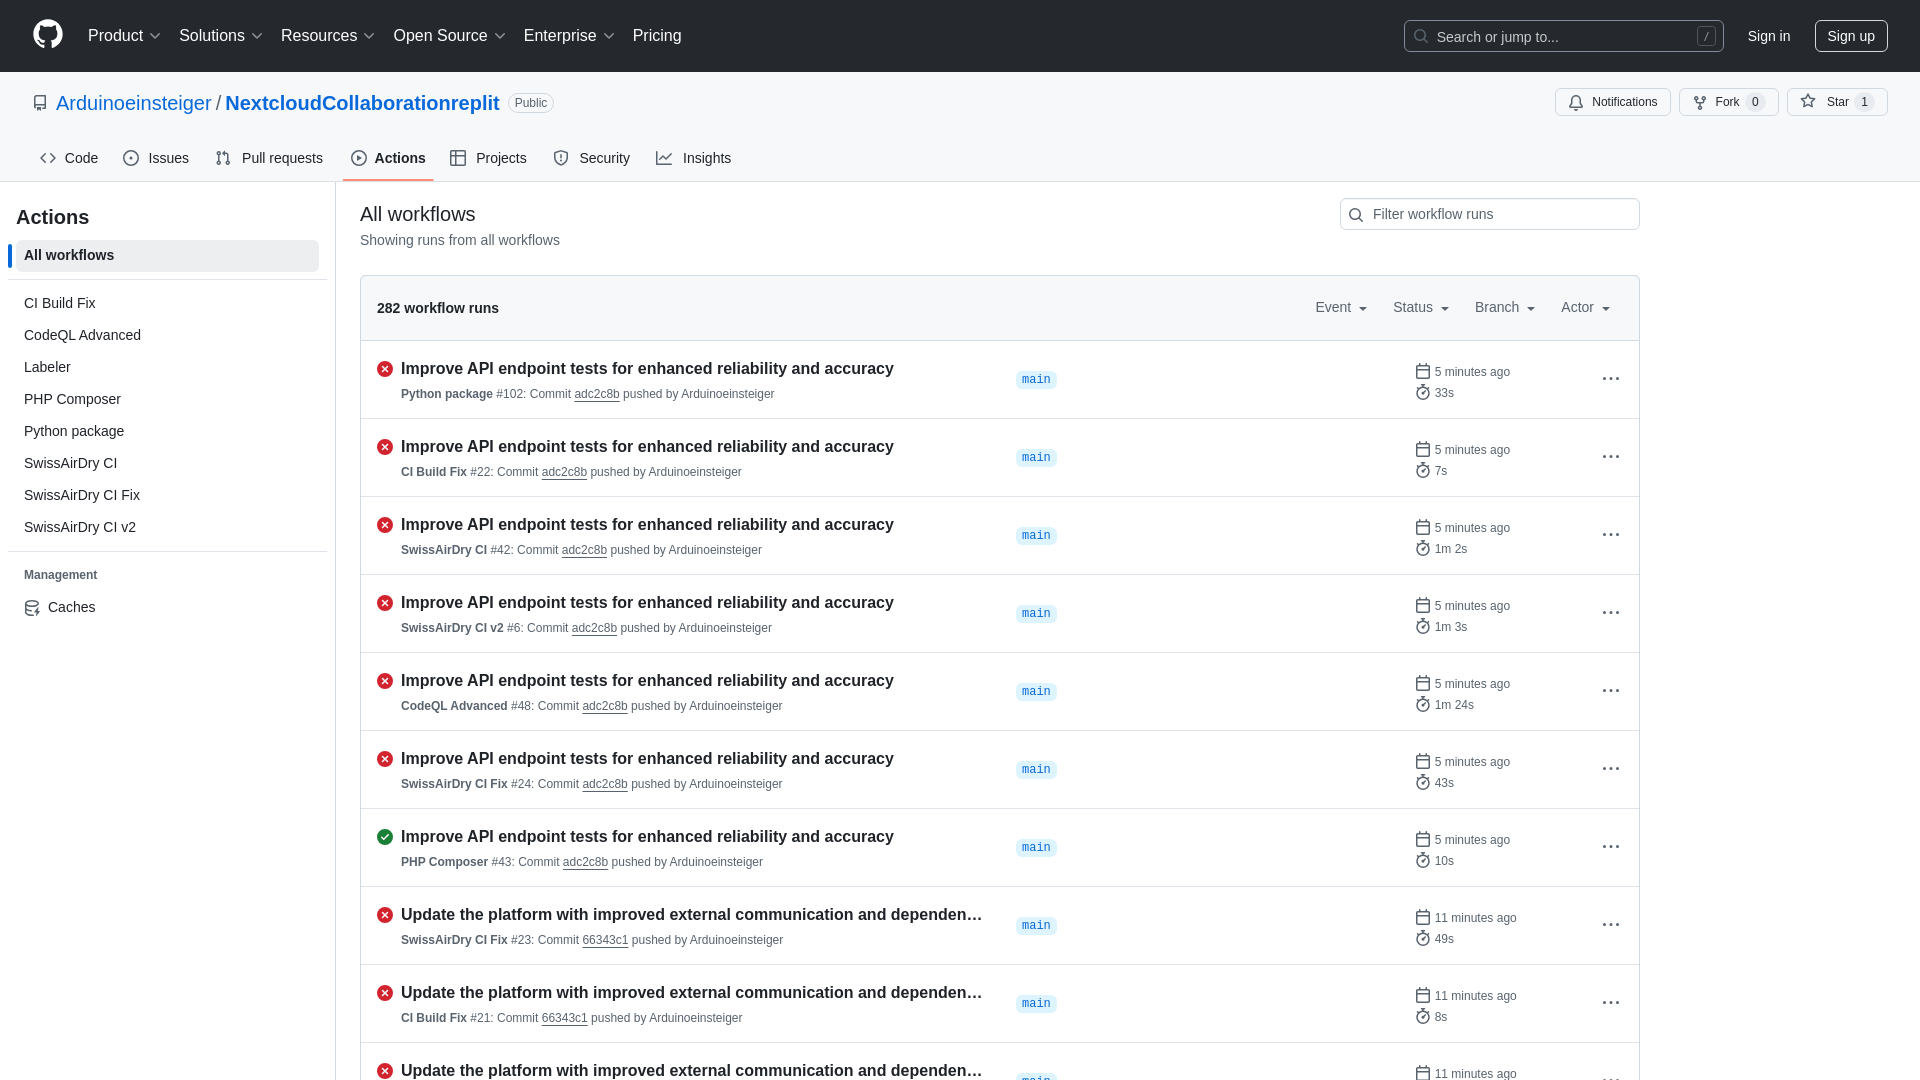 Product Solutions Resources Open Source Enterprise Pricing Search or jump to... / Sign in Sign up
Arduinoeinsteiger / NextcloudCollaborationreplit Public Notifications Fork 0 Star 1
Code Issues Pull requests Actions Projects Security Insights
Actions
All workflows
CI Build Fix
CodeQL Advanced
Labeler
PHP Composer
Python package
SwissAirDry CI
SwissAirDry CI Fix
SwissAirDry CI v2
Management
Caches
All workflows
Showing runs from all workflows
Filter workflow runs
282 workflow runs Event Status Branch Actor
Improve API endpoint tests for enhanced reliability and accuracy
Python package #102: Commit adc2c8b pushed by Arduinoeinsteiger
main
5 minutes ago
33s
Improve API endpoint tests for enhanced reliability and accuracy
CI Build Fix #22: Commit adc2c8b pushed by Arduinoeinsteiger
main
5 minutes ago
7s
Improve API endpoint tests for enhanced reliability and accuracy
SwissAirDry CI #42: Commit adc2c8b pushed by Arduinoeinsteiger
main
5 minutes ago
1m 2s
Improve API endpoint tests for enhanced reliability and accuracy
SwissAirDry CI v2 #6: Commit adc2c8b pushed by Arduinoeinsteiger
main
5 minutes ago
1m 3s
Improve API endpoint tests for enhanced reliability and accuracy
CodeQL Advanced #48: Commit adc2c8b pushed by Arduinoeinsteiger
main
5 minutes ago
1m 24s
Improve API endpoint tests for enhanced reliability and accuracy
SwissAirDry CI Fix #24: Commit adc2c8b pushed by Arduinoeinsteiger
main
5 minutes ago
43s
Improve API endpoint tests for enhanced reliability and accuracy
PHP Composer #43: Commit adc2c8b pushed by Arduinoeinsteiger
main
5 minutes ago
10s
Update the platform with improved external communication and dependen…
SwissAirDry CI Fix #23: Commit 66343c1 pushed by Arduinoeinsteiger
main
11 minutes ago
49s
Update the platform with improved external communication and dependen…
CI Build Fix #21: Commit 66343c1 pushed by Arduinoeinsteiger
main
11 minutes ago
8s
Update the platform with improved external communication and dependen…
main
11 minutes ago